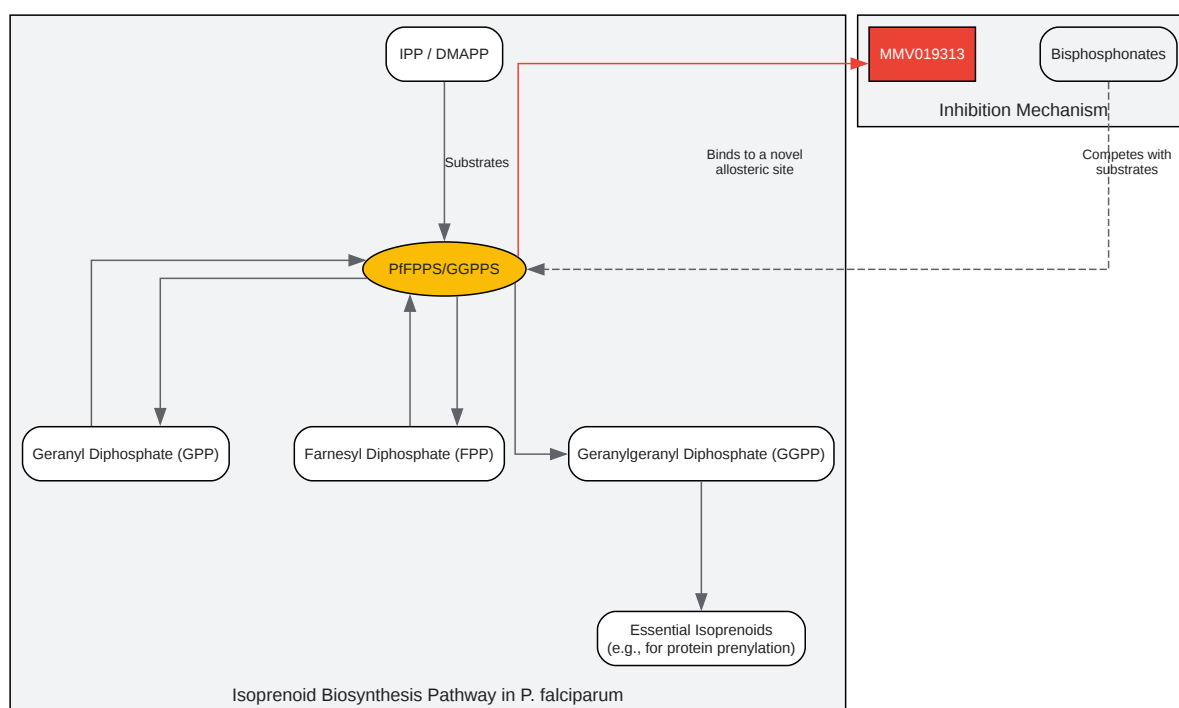 IPP / DMAPP
MMV019313
Bisphosphonates
Inhibition Mechanism
Substrates
Binds to a novel
allosteric site
Competes with
substrates
PfFPPS/GGPPS
Geranyl Diphosphate (GPP)
Farnesyl Diphosphate (FPP)
Geranylgeranyl Diphosphate (GGPP)
Essential Isoprenoids
(e.g., for protein prenylation)
Isoprenoid Biosynthesis Pathway in P. falciparum